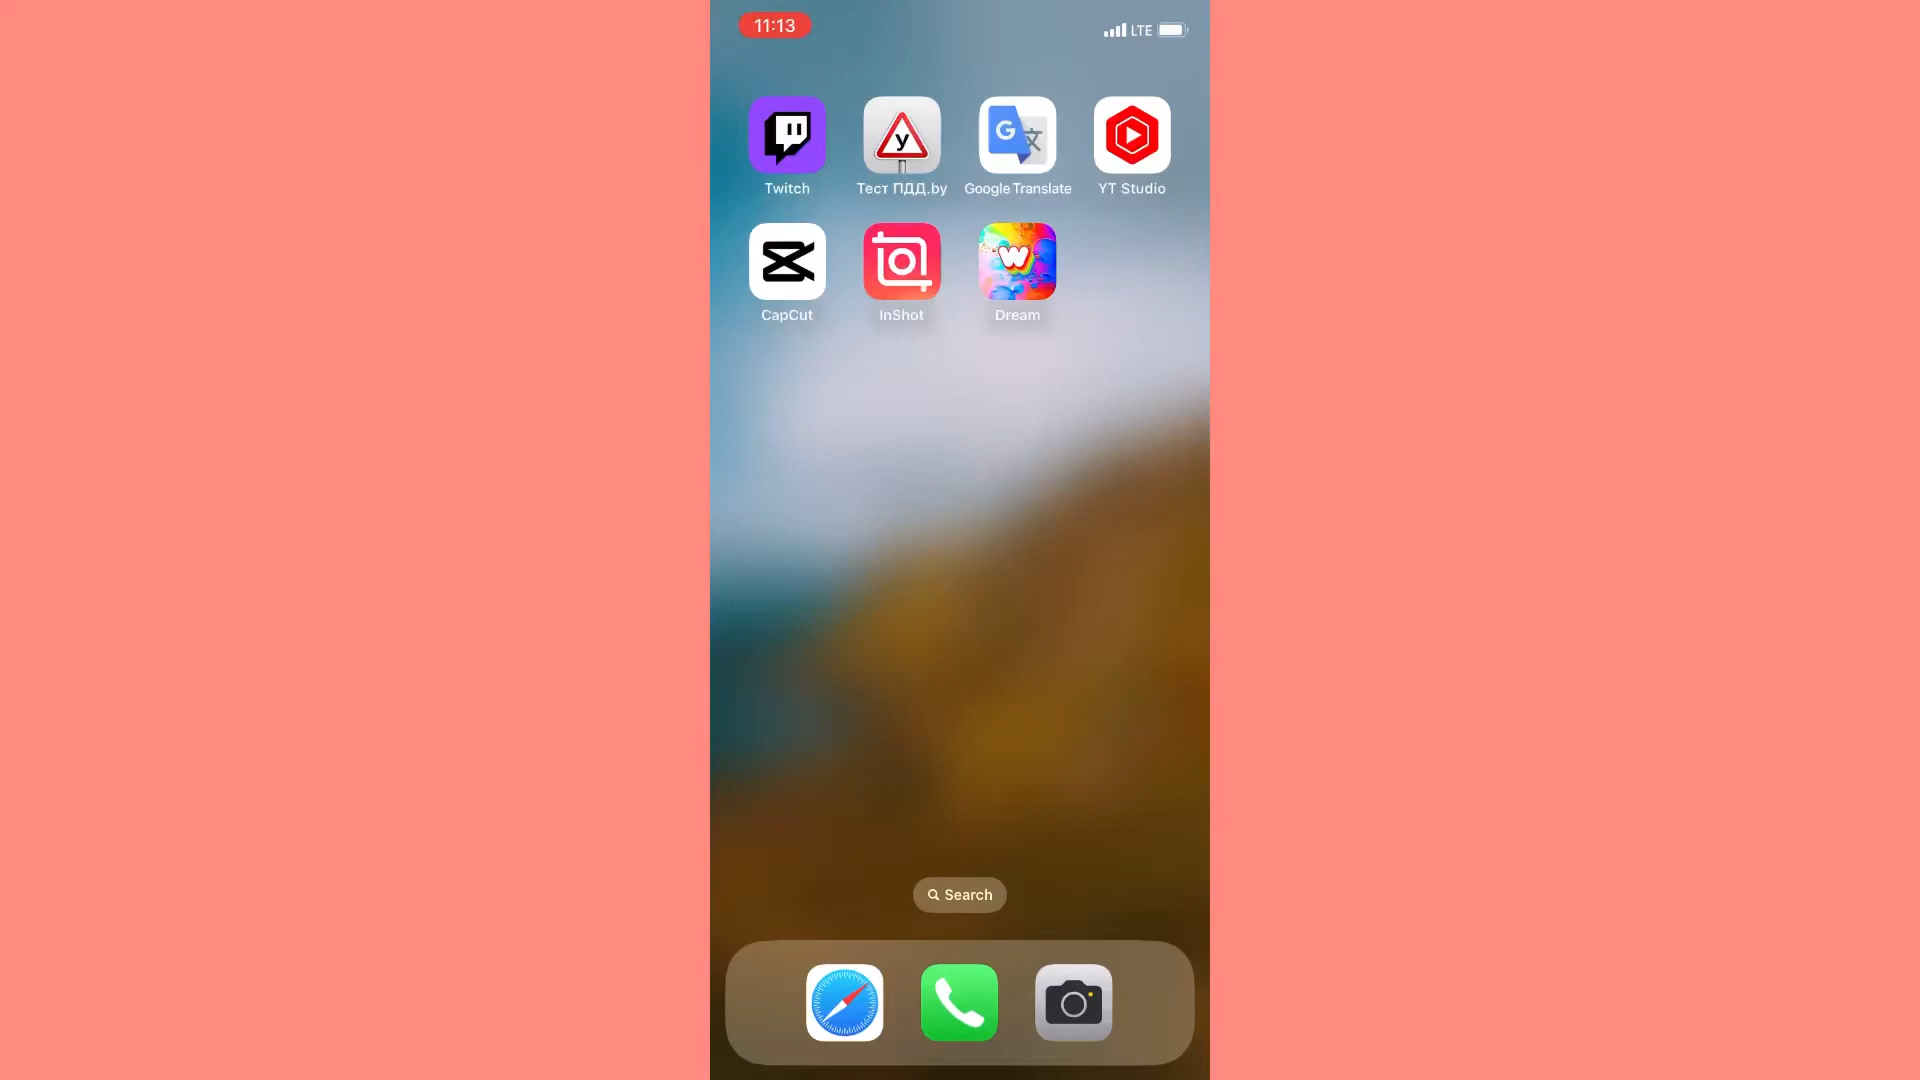 11:13
LTE
Twitch
Тест ПДД.by
Google Translate
YT Studio
CapCut
InShot
Dream
Search